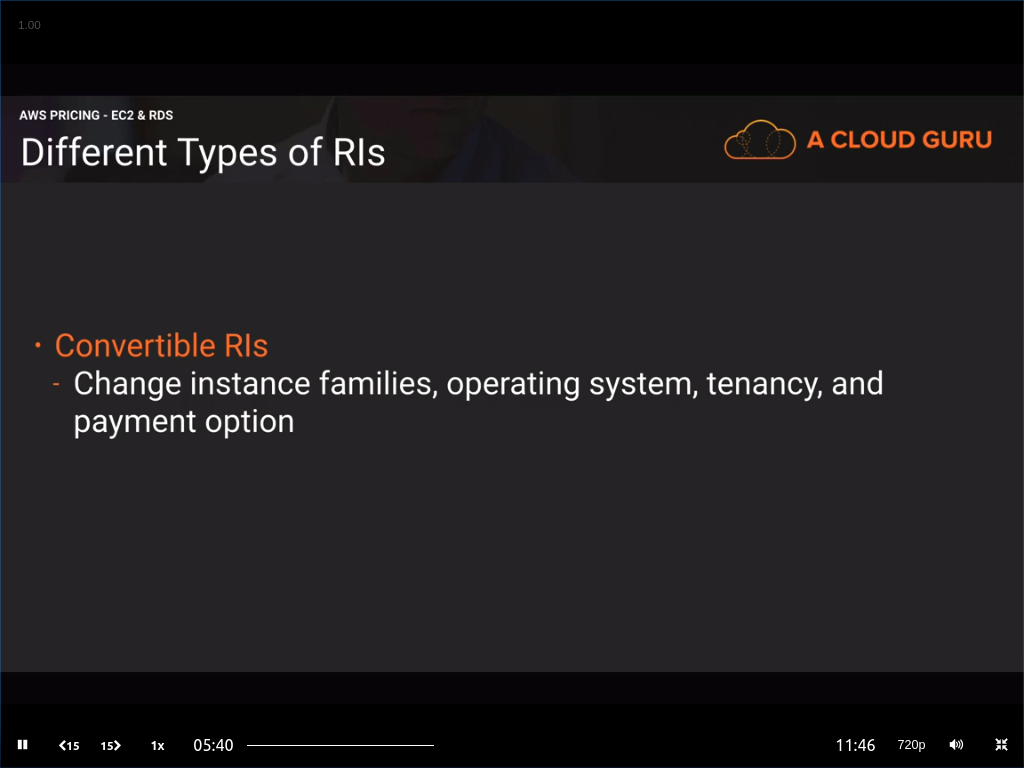 1.00
AWS PRICING - EC2 & RDS
Different Types of RIs
A CLOUD GURU
• Convertible RIs
- Change instance families, operating system, tenancy, and
payment option
15 15 1x 05:40 11:46 720p